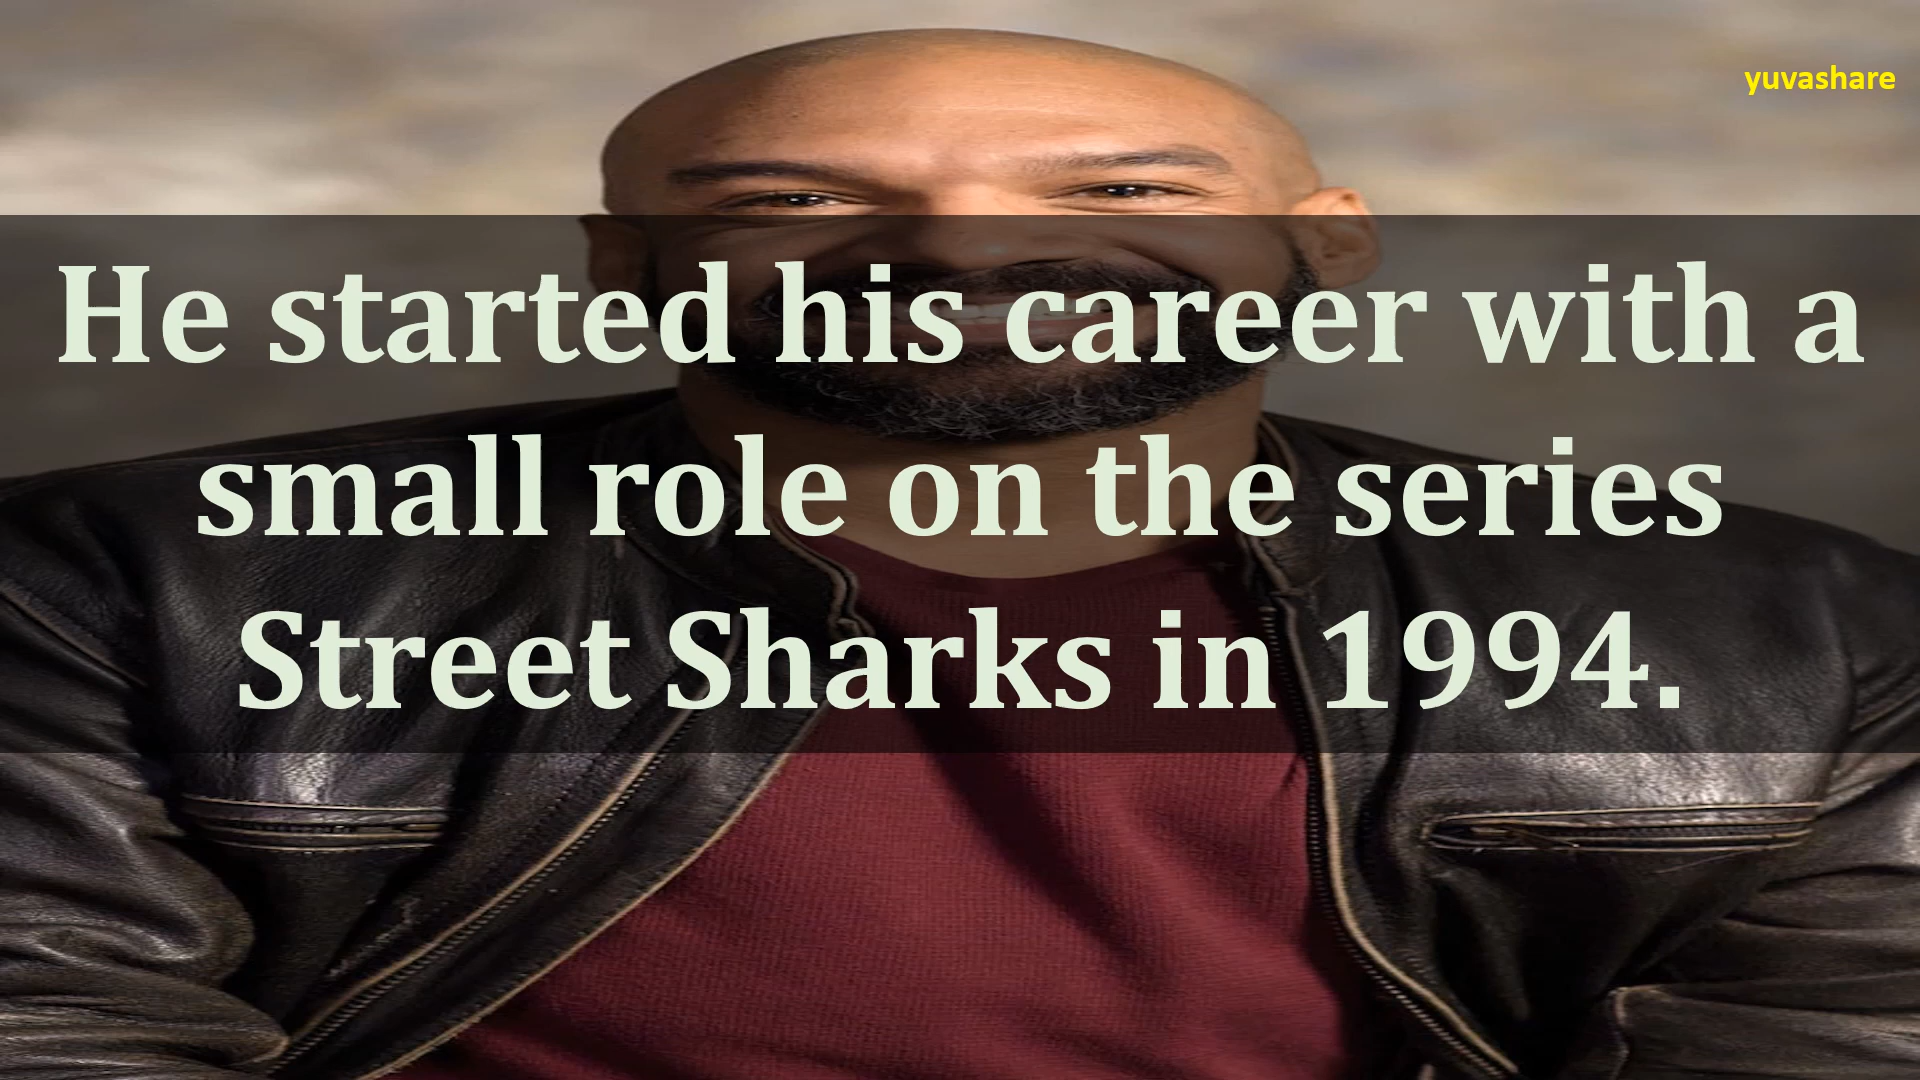 yuvashare
He started his career with a
small role on the series
Street Sharks in 1994.